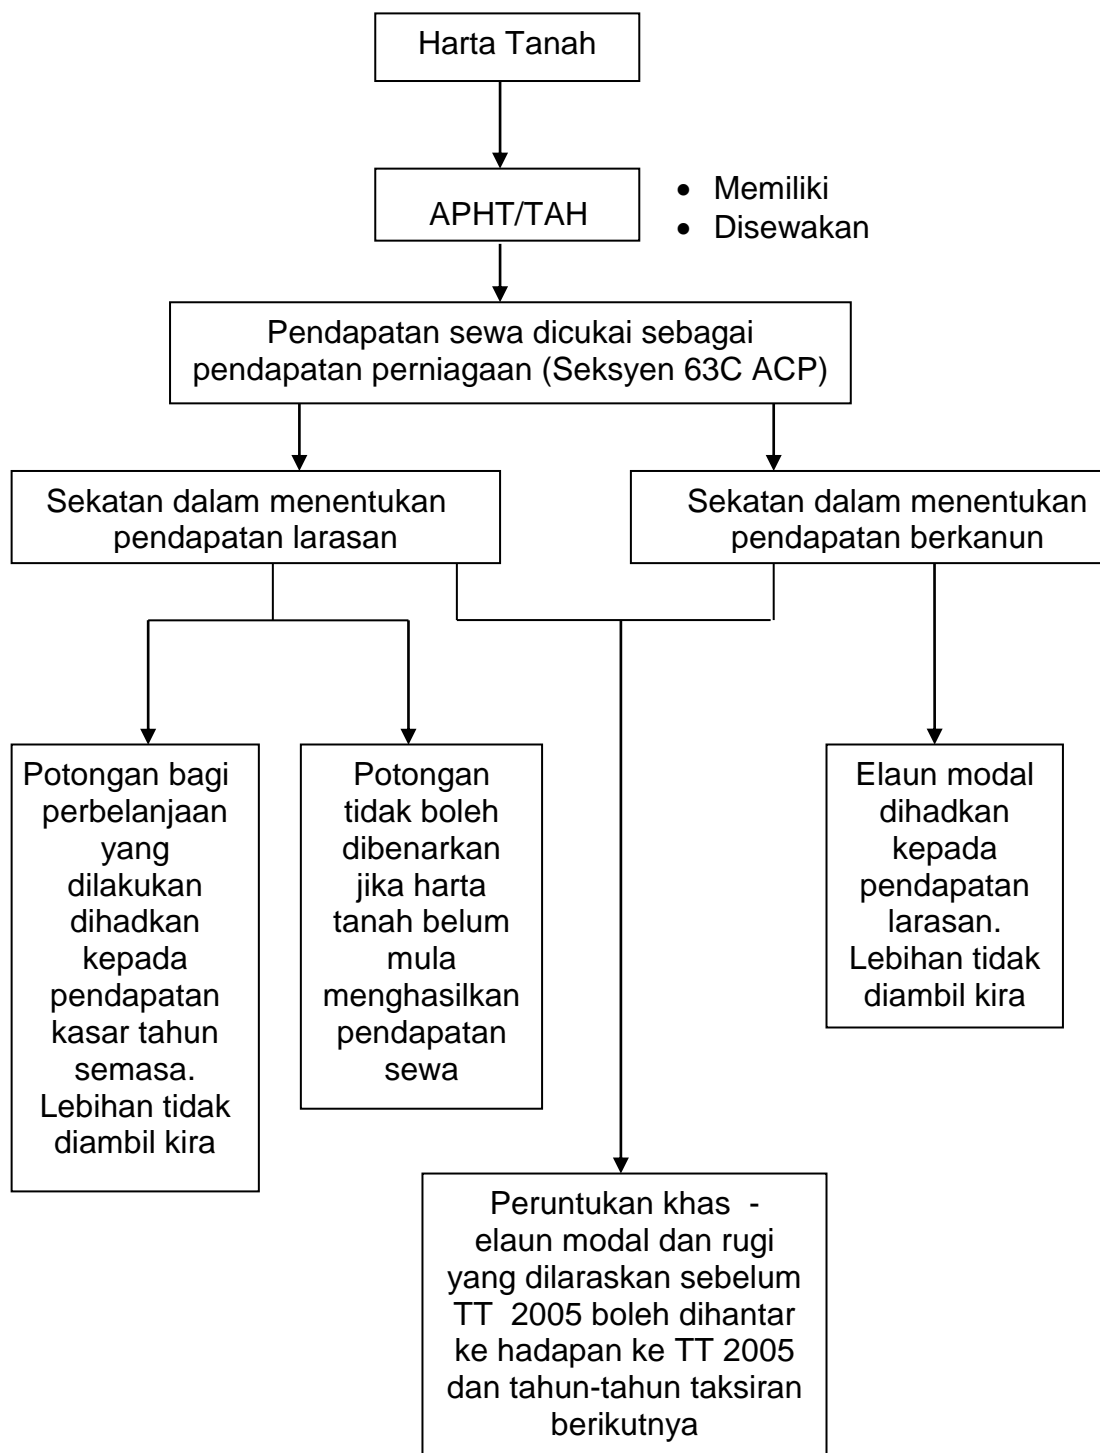 Harta Tanah
APHT/TAH
• Memiliki
• Disewakan
Pendapatan sewa dicukai sebagai
pendapatan perniagaan (Seksyen 63C ACP)
Sekatan dalam menentukan
pendapatan larasan
Sekatan dalam menentukan
pendapatan berkanun
Potongan bagi
perbelanjaan
yang
dilakukan
dihadkan
kepada
pendapatan
kasar tahun
semasa.
Lebihan tidak
diambil kira
Potongan
tidak boleh
dibenarkan
jika harta
tanah belum
mula
menghasilkan
pendapatan
sewa
Elaun modal
dihadkan
kepada
pendapatan
larasan.
Lebihan tidak
diambil kira
Peruntukan khas -
elaun modal dan rugi
yang dilaraskan sebelum
TT 2005 boleh dihantar
ke hadapan ke TT 2005
dan tahun-tahun taksiran
berikutnya